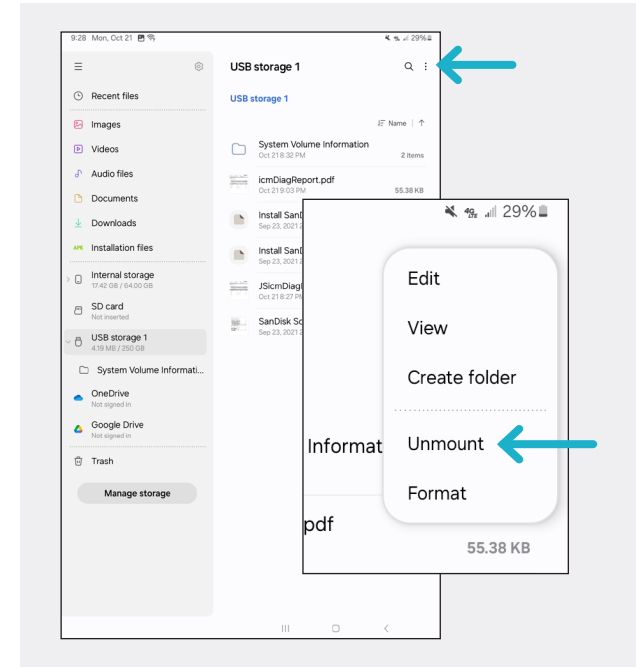 9:28 Mon, Oct 21
29%
USB storage 1
Recent files
USB storage 1
Name
Images
System Volume Information
Oct 21 8:32 PM
2 items
Videos
Audio files
icmDiagReport.pdf
Oct 21 9:03 PM
55.38 KB
Documents
Install San
Sep 23, 2021
Downloads
APK Installation files
Install San
Sep 23, 2021
Internal storage
17.42 GB / 64.00 GB
JSicmDiag
Oct 21 8:27 PM
SD card
Not inserted
SanDisk
Sep 23, 2021
USB storage 1
4.19 MB / 250 GB
System Volume Informati...
OneDrive
Not signed in
Google Drive
Not signed in
Trash
Manage storage
4G LTE 29%
Edit
View
Create folder
Informat
Unmount
Format
pdf
55.38 KB